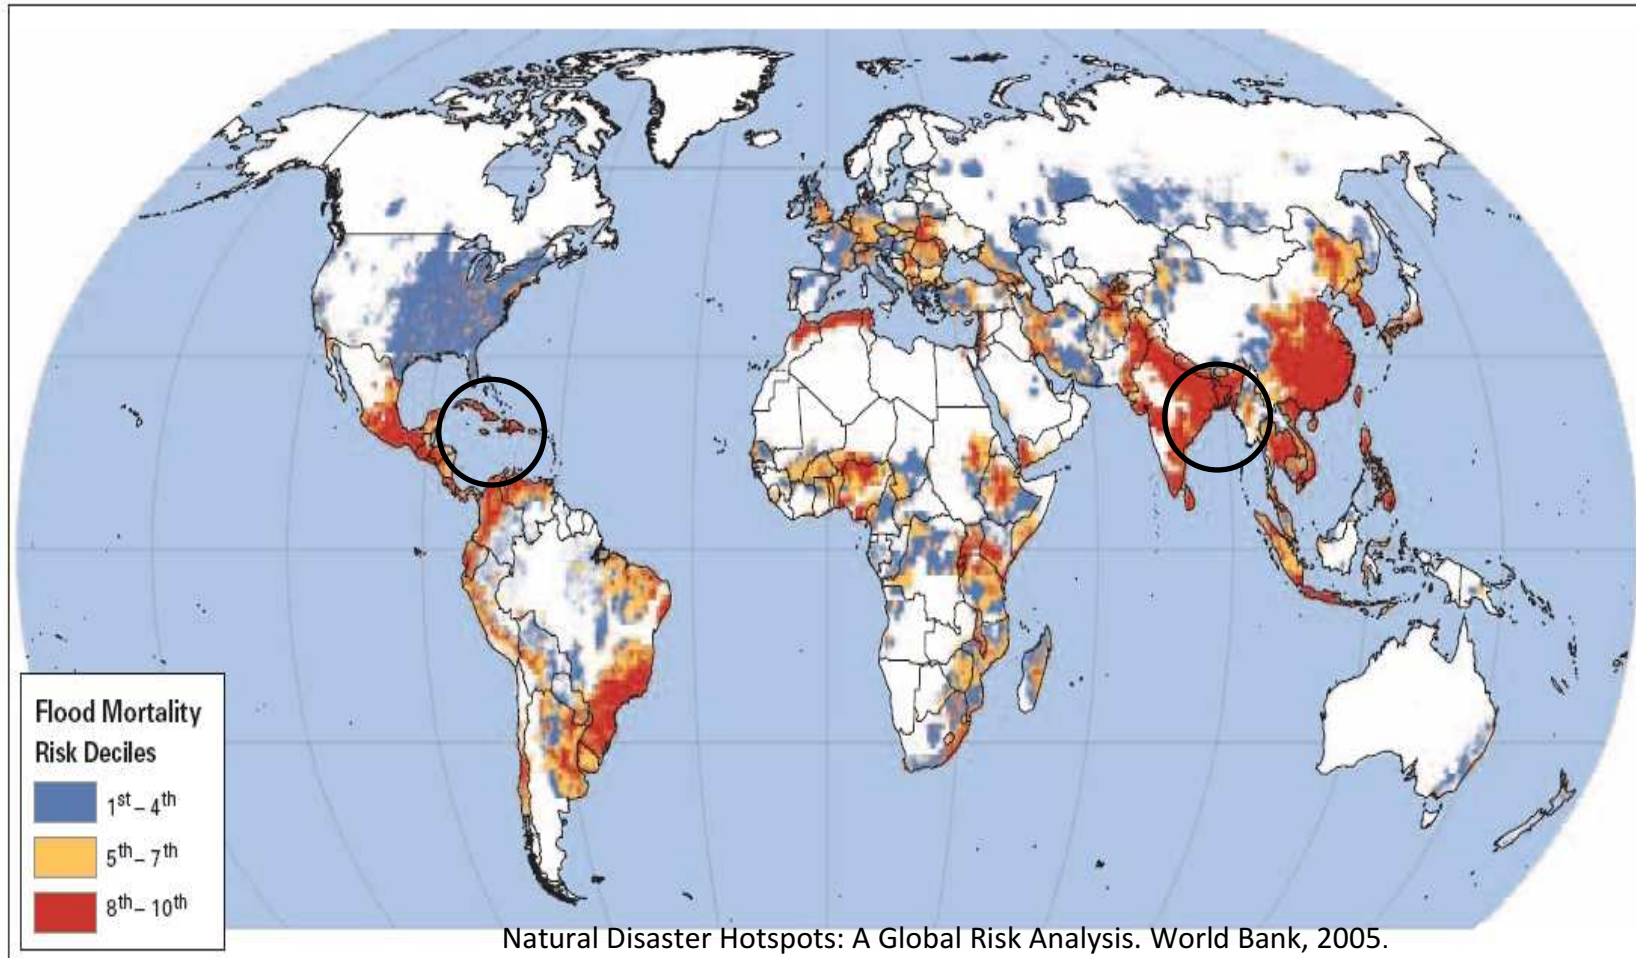 Flood Mortality
Risk Deciles
1st – 4th
5th – 7th
8th – 10th
Natural Disaster Hotspots: A Global Risk Analysis. World Bank, 2005.